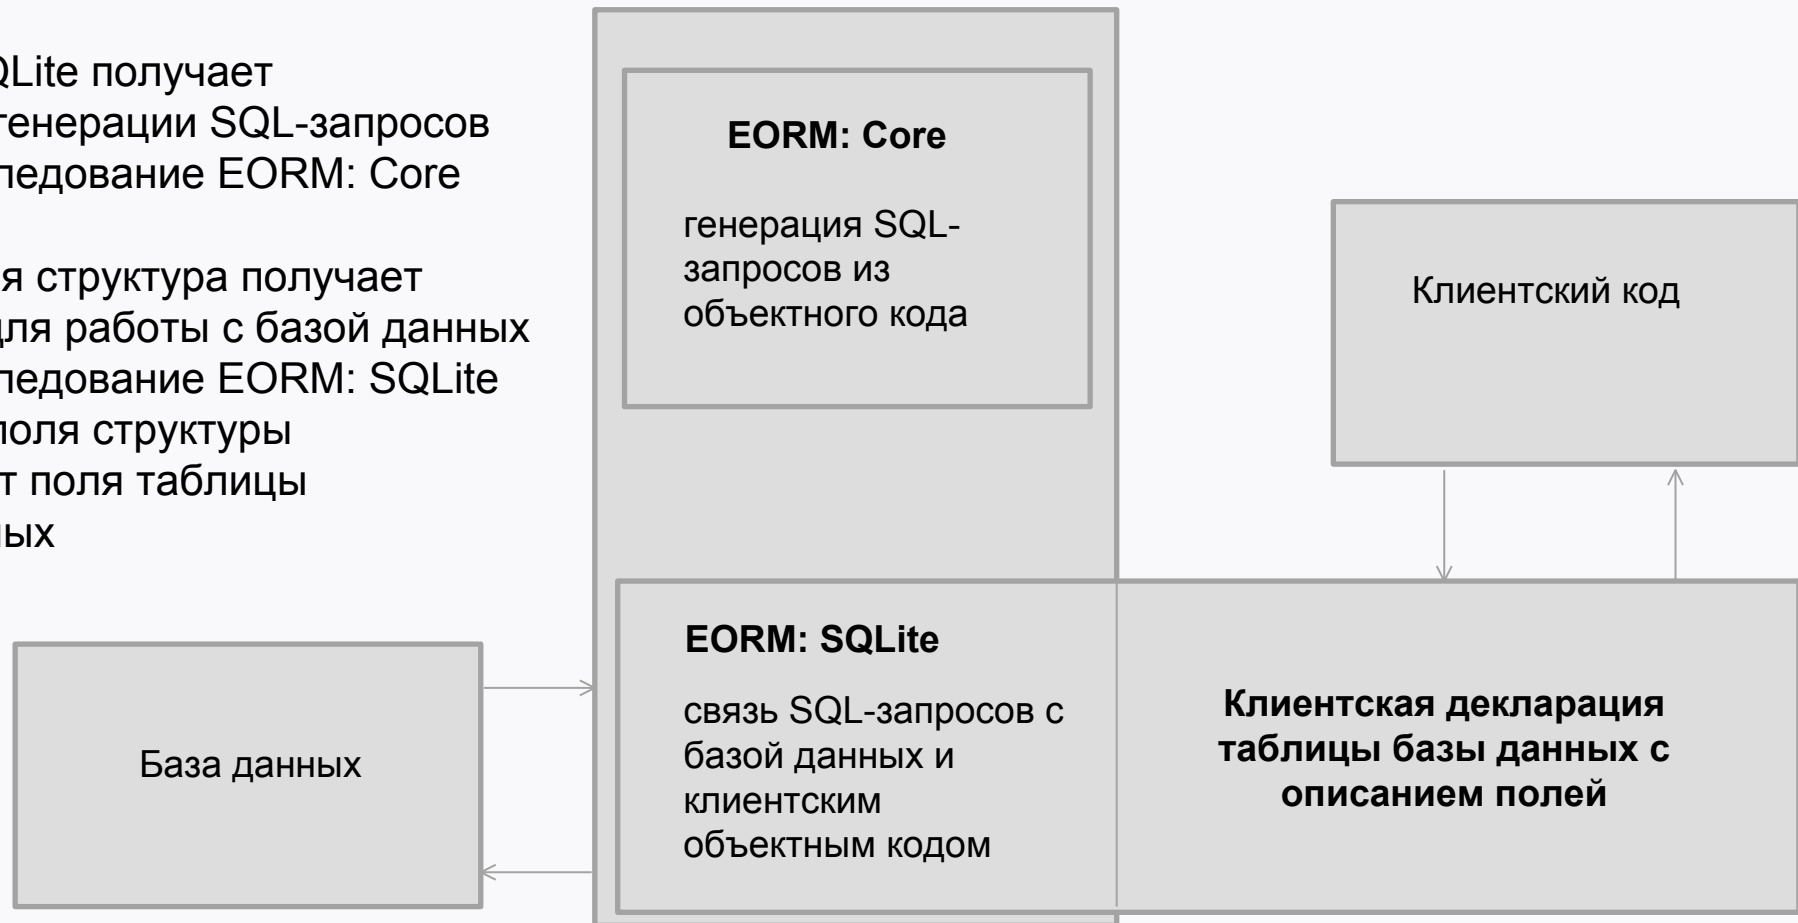 QLite получает
генерации SQL-запросов
ледование EORM: Core
я структура получает
для работы с базой данных
ледование EORM: SQLite
поля структуры
т поля таблицы
ных
EORM: Core
генерация SQL-
запросов из
объектного кода
Клиентский код
EORM: SQLite
связь SQL-запросов с
базой данных и
клиентским
объектным кодом
Клиентская декларация
таблицы базы данных с
описанием полей
База данных